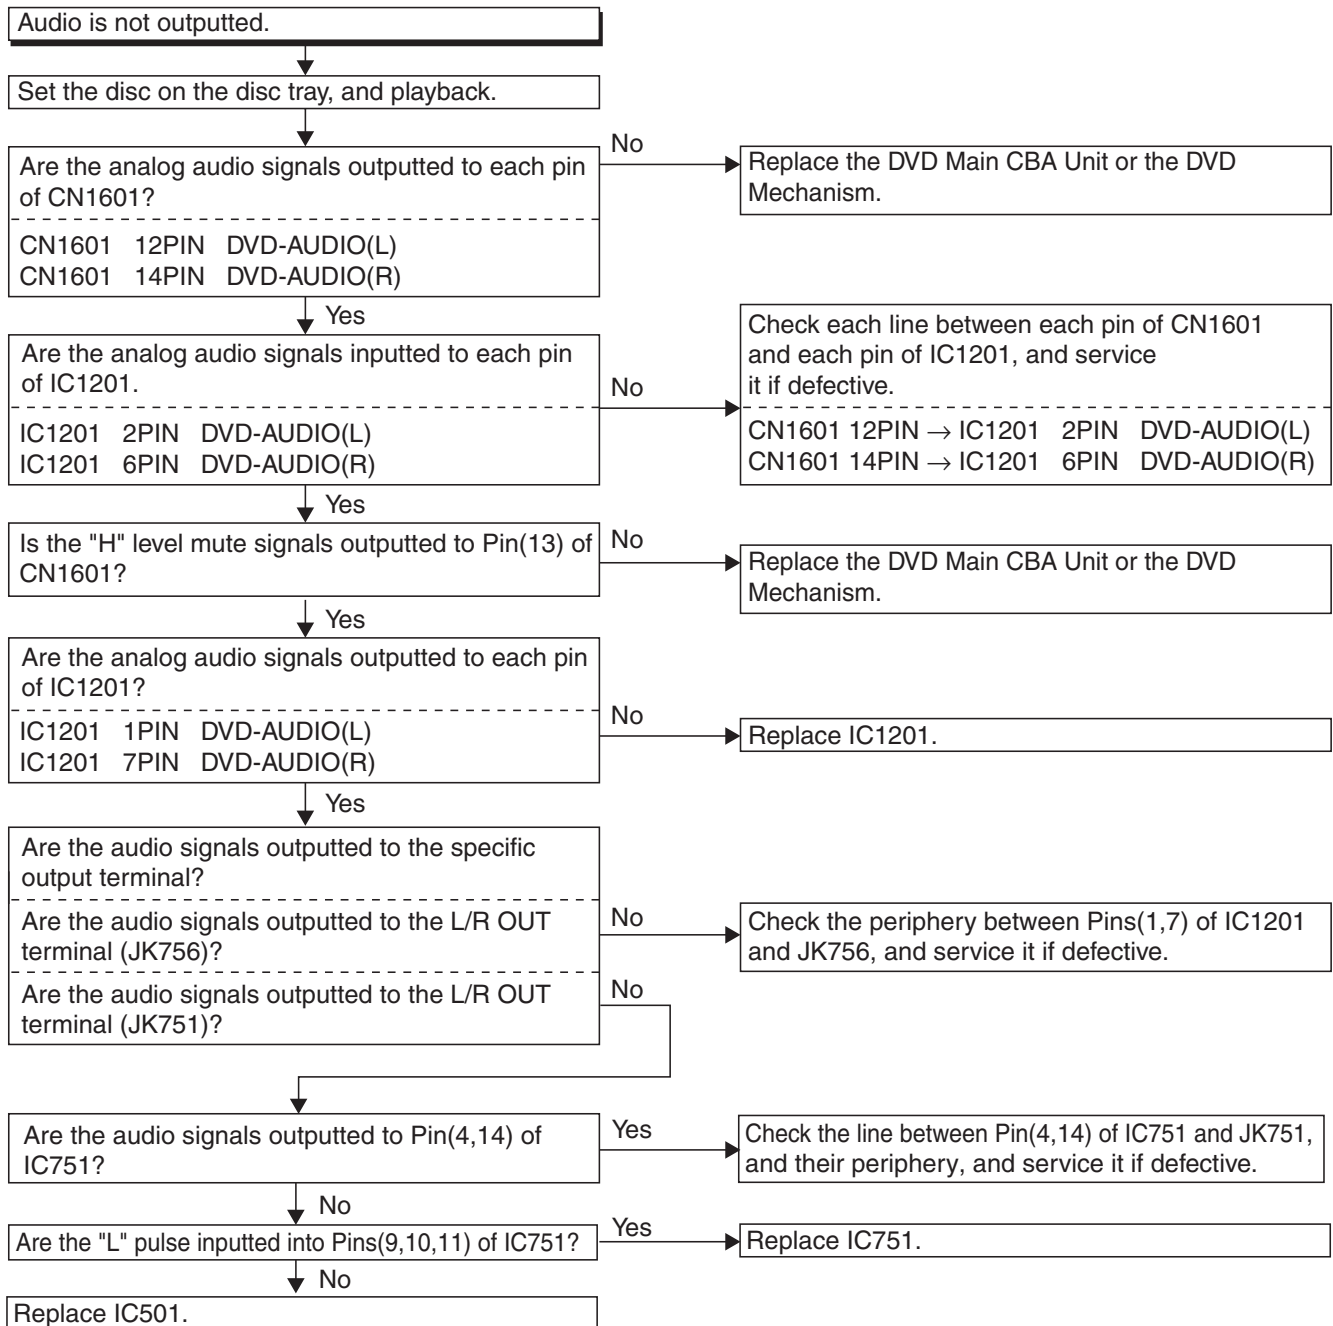 Audio is not outputted.
Set the disc on the disc tray, and playback.
Are the analog audio signals outputted to each pin
of CN1601?
CN1601 12PIN DVD-AUDIO(L)
CN1601 14PIN DVD-AUDIO(R)
No
Replace the DVD Main CBA Unit or the DVD
Mechanism.
Yes
Are the analog audio signals inputted to each pin
of IC1201.
IC1201 2PIN DVD-AUDIO(L)
IC1201 6PIN DVD-AUDIO(R)
No
Check each line between each pin of CN1601
and each pin of IC1201, and service
it if defective.
CN1601 12PIN → IC1201 2PIN DVD-AUDIO(L)
CN1601 14PIN → IC1201 6PIN DVD-AUDIO(R)
Yes
Is the "H" level mute signals outputted to Pin(13) of
CN1601?
No
Replace the DVD Main CBA Unit or the DVD
Mechanism.
Yes
Are the analog audio signals outputted to each pin
of IC1201?
IC1201 1PIN DVD-AUDIO(L)
IC1201 7PIN DVD-AUDIO(R)
No
Replace IC1201.
Yes
Are the audio signals outputted to the specific
output terminal?
Are the audio signals outputted to the L/R OUT
terminal (JK756)?
No
Check the periphery between Pins(1,7) of IC1201
and JK756, and service it if defective.
Are the audio signals outputted to the L/R OUT
terminal (JK751)?
No
Are the audio signals outputted to Pin(4,14) of
IC751?
Yes
Check the line between Pin(4,14) of IC751 and JK751,
and their periphery, and service it if defective.
No
Are the "L" pulse inputted into Pins(9,10,11) of IC751?
Yes
Replace IC751.
No
Replace IC501.